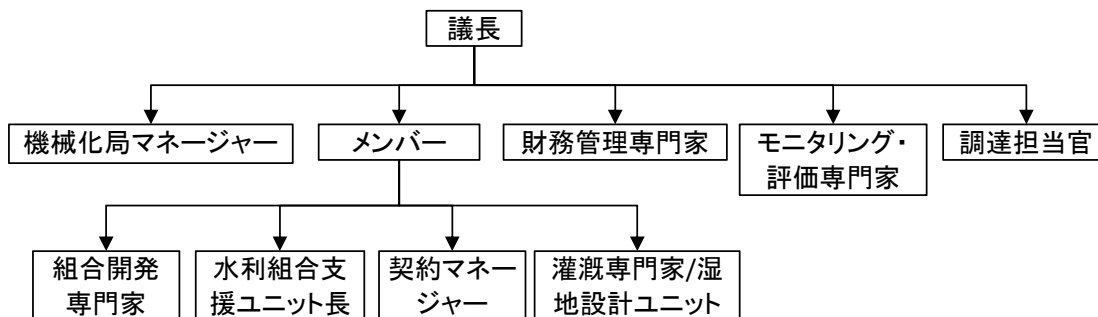 議長
機械化局マネージャー
メンバー
財務管理専門家
モニタリング・
評価専門家
調達担当官
組合開発
専門家
水利組合支
援ユニット長
契約マネー
ジャー
灌漑専門家/湿
地設計ユニット